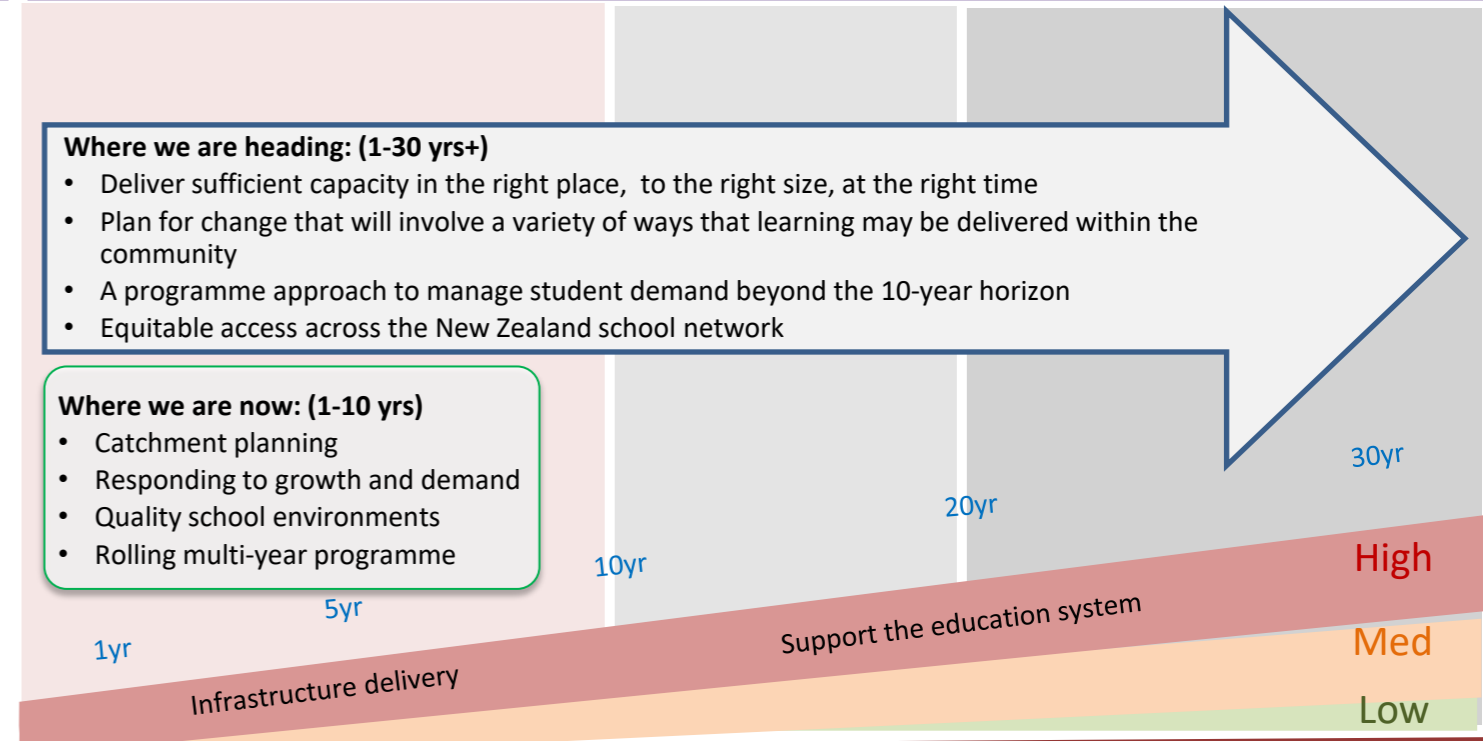 Where we are heading: (1-30 yrs+)
• Deliver sufficient capacity in the right place, to the right size, at the right time
• Plan for change that will involve a variety of ways that learning may be delivered within the
community
• A programme approach to manage student demand beyond the 10-year horizon
• Equitable access across the New Zealand school network
Where we are now: (1-10 yrs)
• Catchment planning
• Responding to growth and demand
• Quality school environments
• Rolling multi-year programme
1yr
5yr
10yr
20yr
30yr
Infrastructure delivery
Support the education system
High
Med
Low